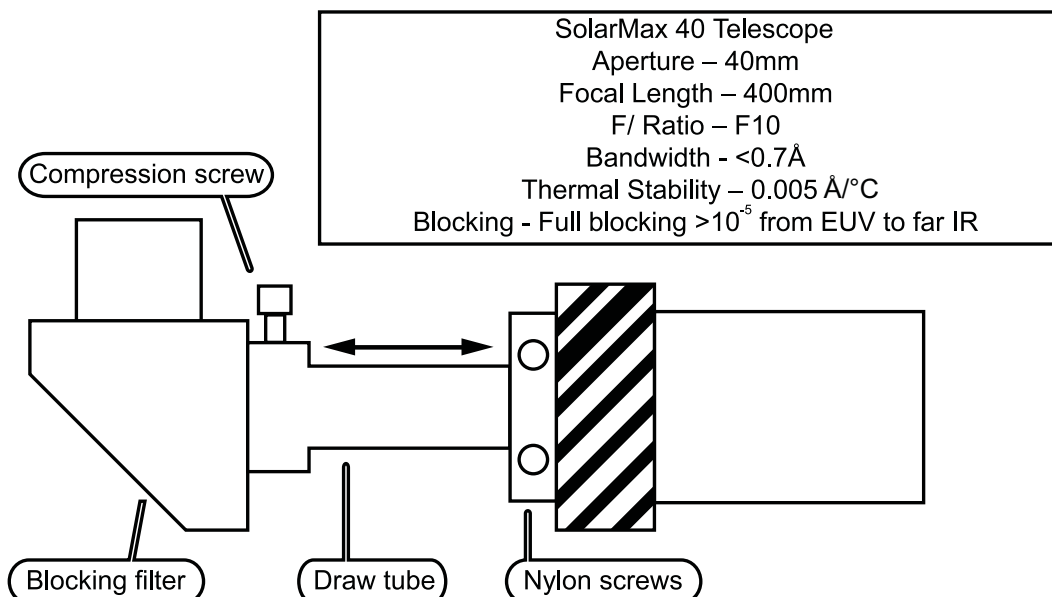 SolarMax 40 Telescope
Aperture – 40mm
Focal Length – 400mm
F/ Ratio – F10
Bandwidth - <0.7Å
Thermal Stability – 0.005 Å/°C
Blocking - Full blocking >10⁻⁵ from EUV to far IR
Compression screw
Blocking filter
Draw tube
Nylon screws